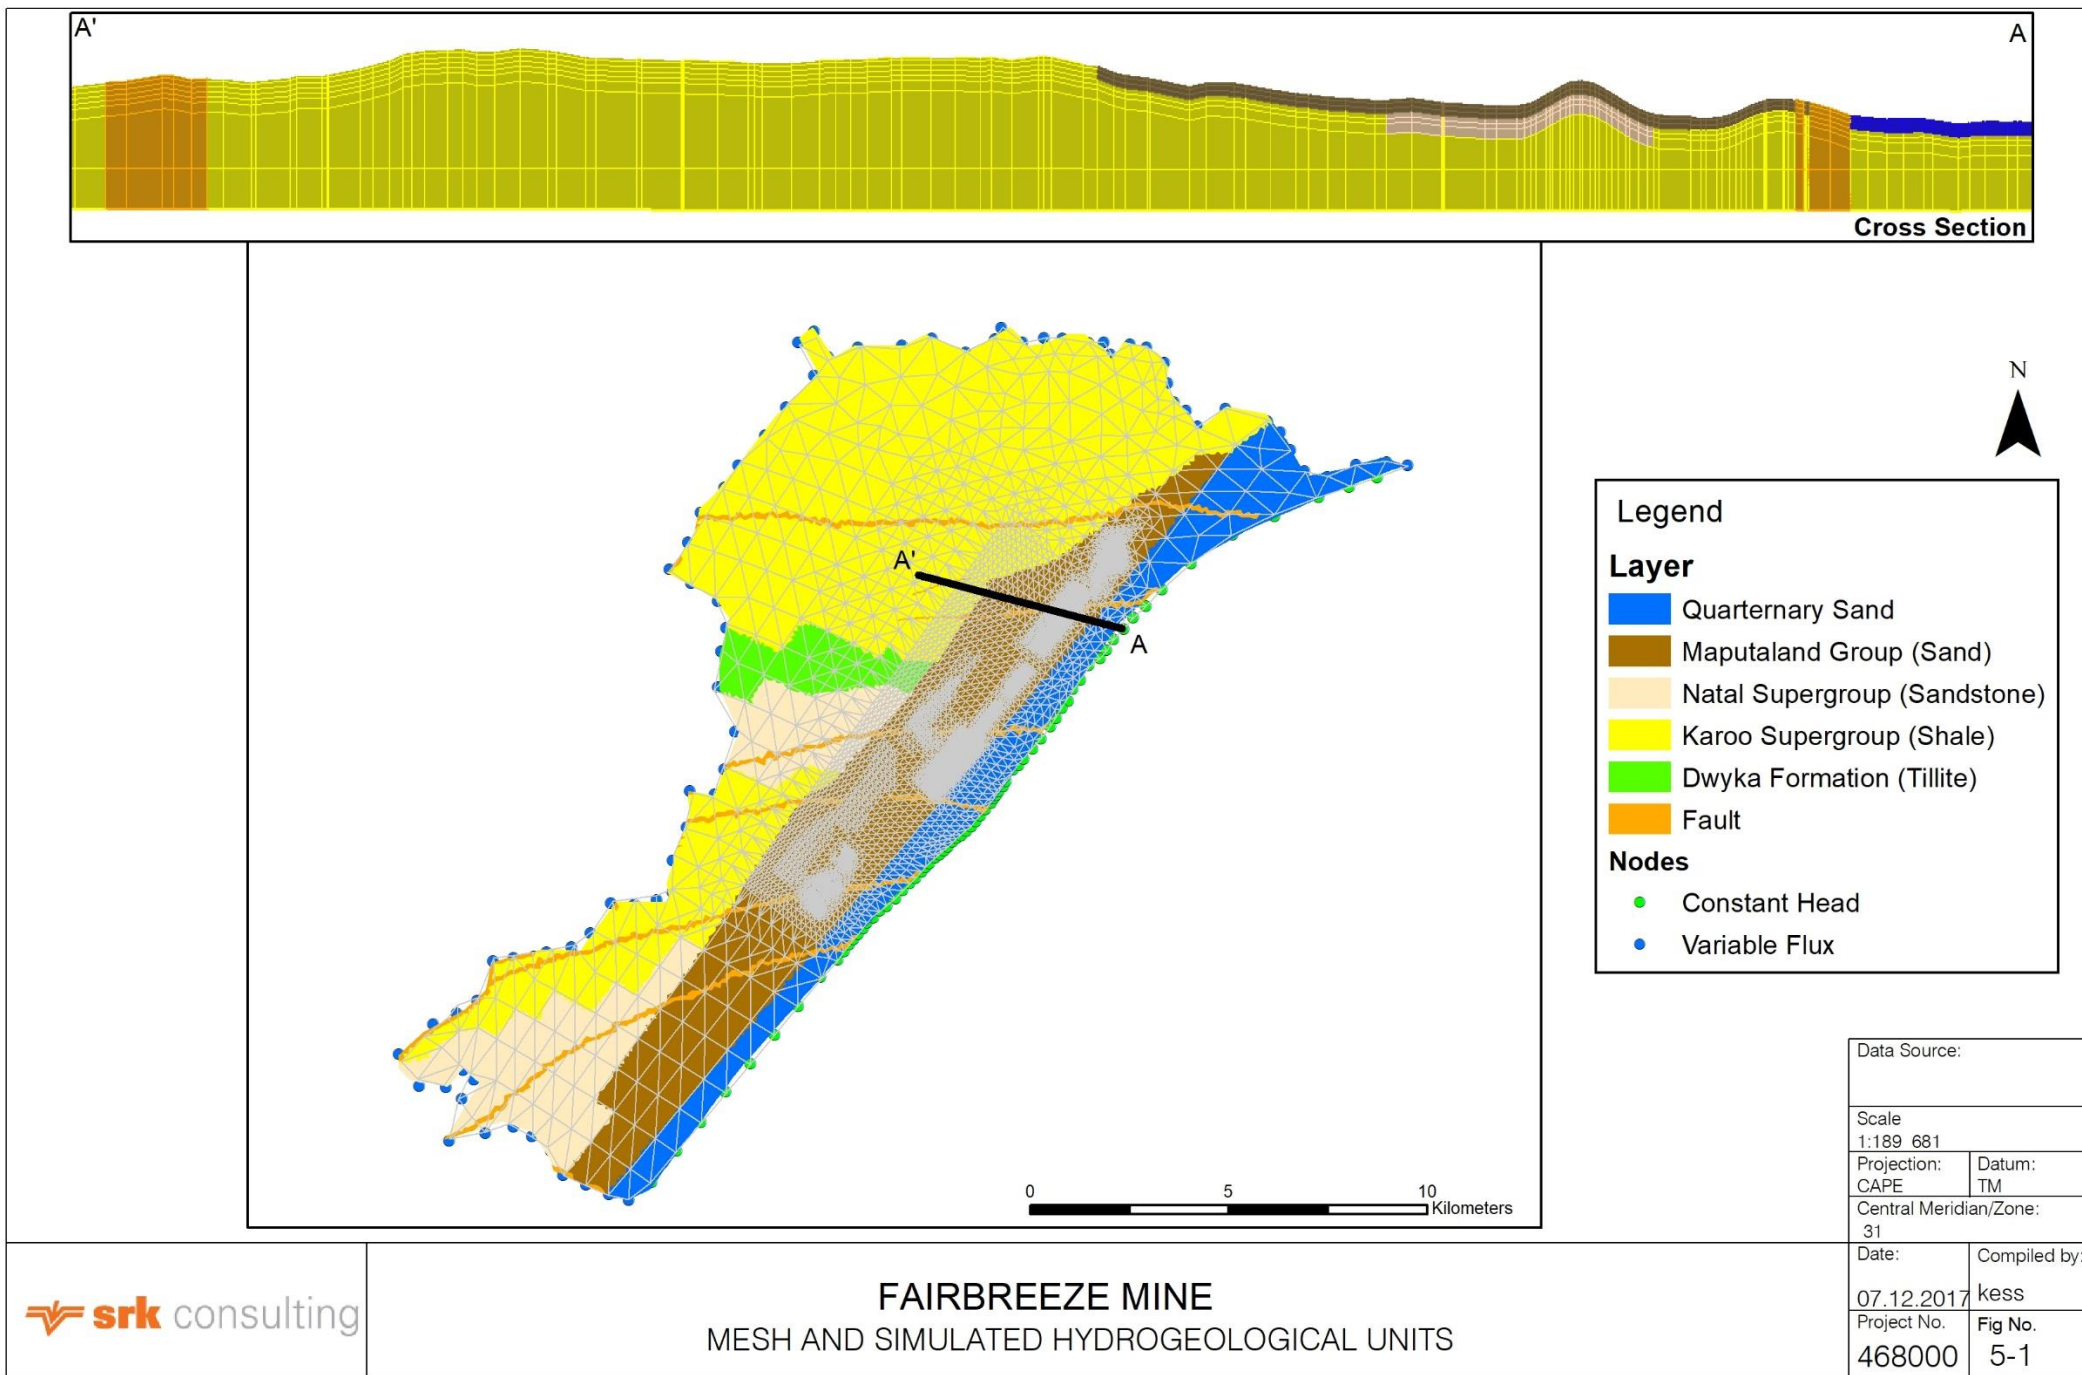 A'
A
Cross Section
N
A'
A
Legend
Layer
Quarternary Sand
Maputaland Group (Sand)
Natal Supergroup (Sandstone)
Karoo Supergroup (Shale)
Dwyka Formation (Tillite)
Fault
Nodes
Constant Head
Variable Flux
0 5 10
Kilometers
Data Source:
Scale
1:189 681
Projection: Datum:
CAPE TM
Central Meridian/Zone:
31
Date: Compiled by:
07.12.2017 kess
Project No. Fig No.
468000 5-1
srk consulting
FAIRBREEZE MINE
MESH AND SIMULATED HYDROGEOLOGICAL UNITS